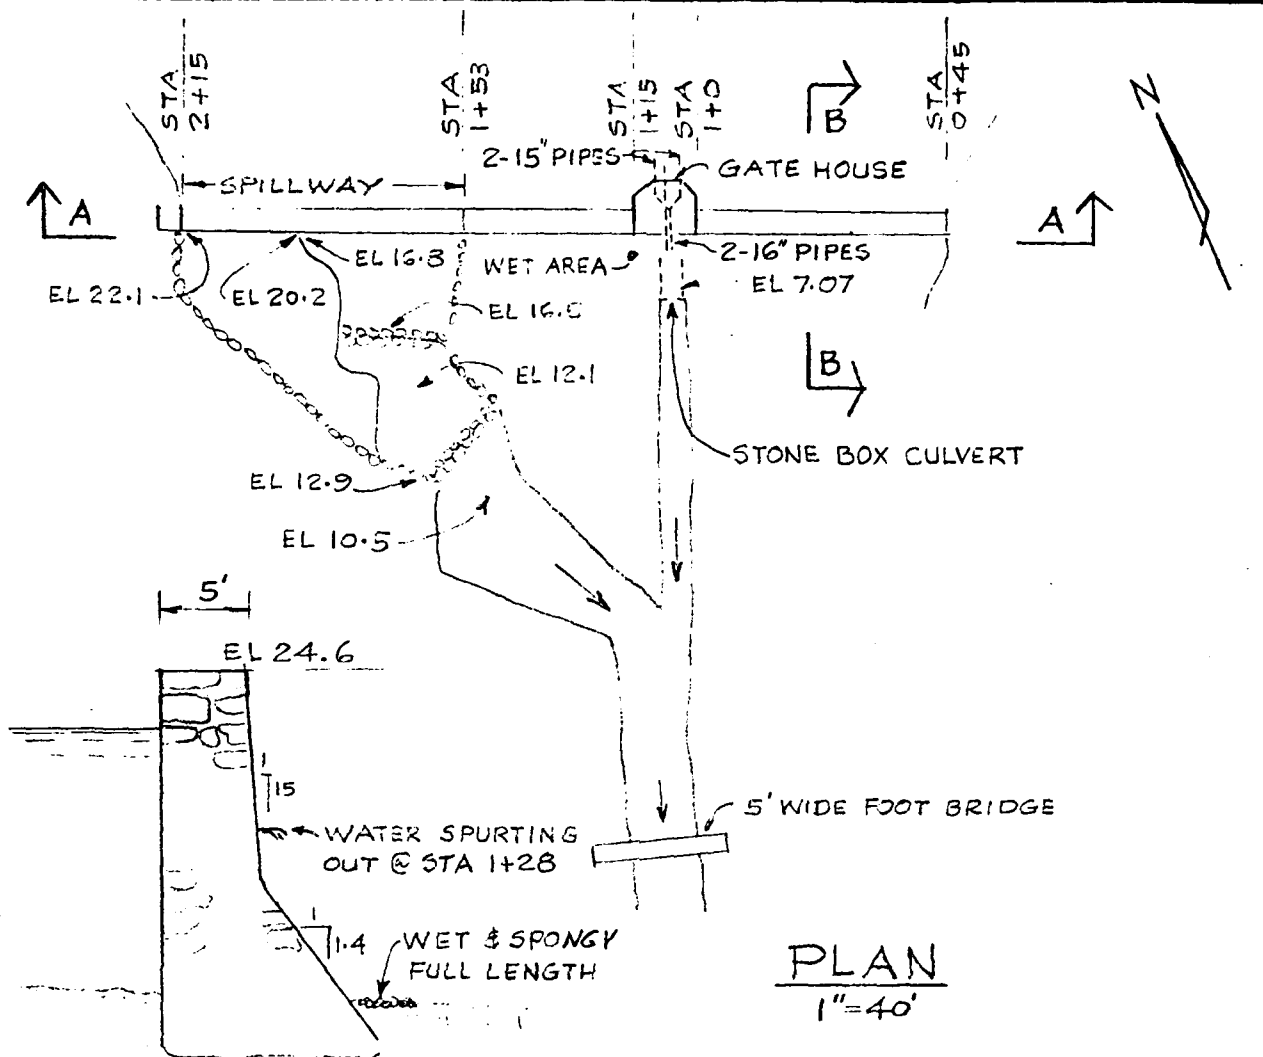 STA 2+15
STA 1+53
STA 1+15
STA 1+0
STA 0+45
B
N
2-15" PIPES
GATE HOUSE
SPILLWAY
A
A
EL 16.8
WET AREA
2-16" PIPES
EL 22.1
EL 20.2
EL 7.07
EL 12.1
B
STONE BOX CULVERT
EL 12.9
EL 10.5
5'
EL 24.6
1
15
5' WIDE FOOT BRIDGE
WATER SPURTING
OUT @ STA 1+28
1
1.4
WET & SPONGY
FULL LENGTH
PLAN
1"=40'